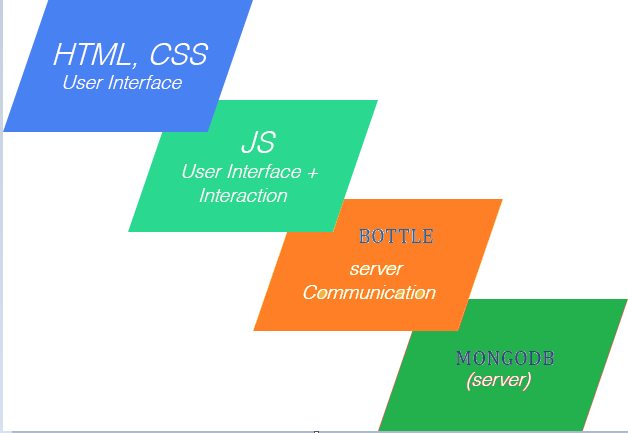 HTML, CSS
User Interface
JS
User Interface +
Interaction
BOTTLE
server
Communication
MONGODB
(server)